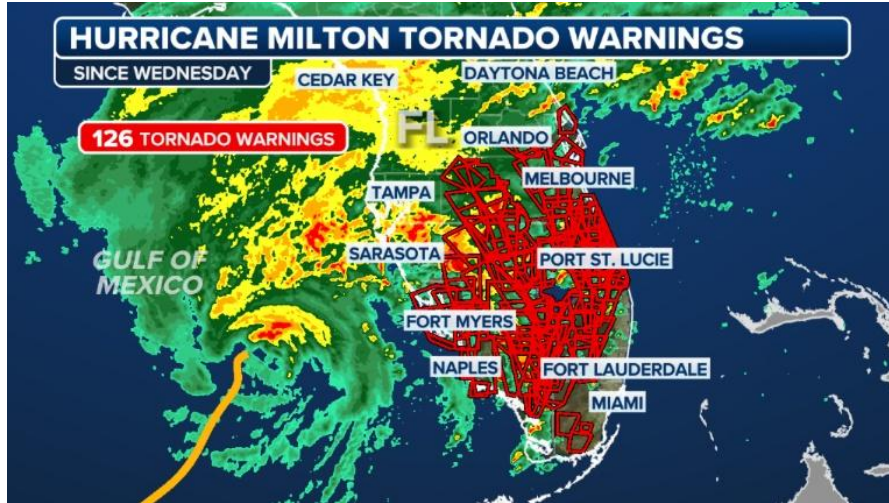 HURRICANE MILTON TORNADO WARNINGS
SINCE WEDNESDAY
CEDAR KEY
DAYTONA BEACH
126 TORNADO WARNINGS
FL
ORLANDO
MELBOURNE
TAMPA
SARASOTA
GULF OF
MEXICO
PORT ST. LUCIE
FORT MYERS
NAPLES
FORT LAUDERDALE
MIAMI